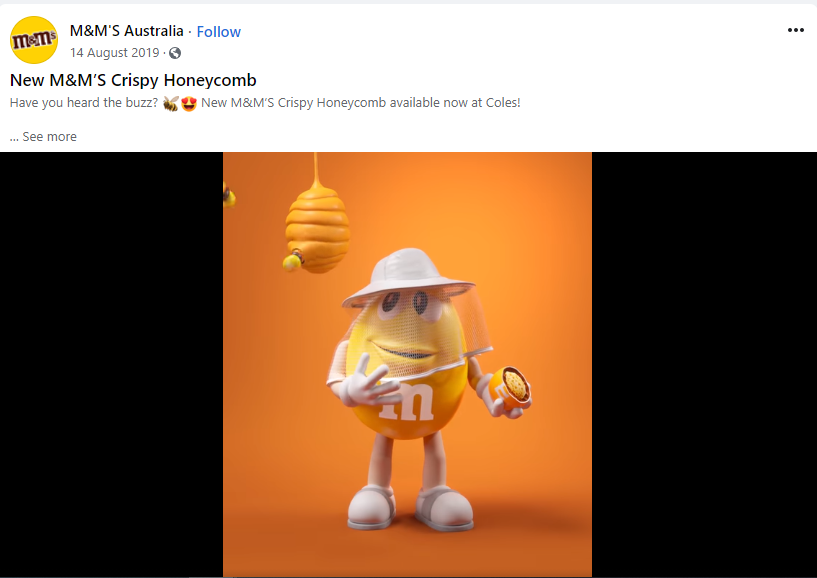 m&m's
M&M'S Australia · Follow
14 August 2019 ·
New M&M'S Crispy Honeycomb
Have you heard the buzz? 🐝😍 New M&M'S Crispy Honeycomb available now at Coles!
... See more
m